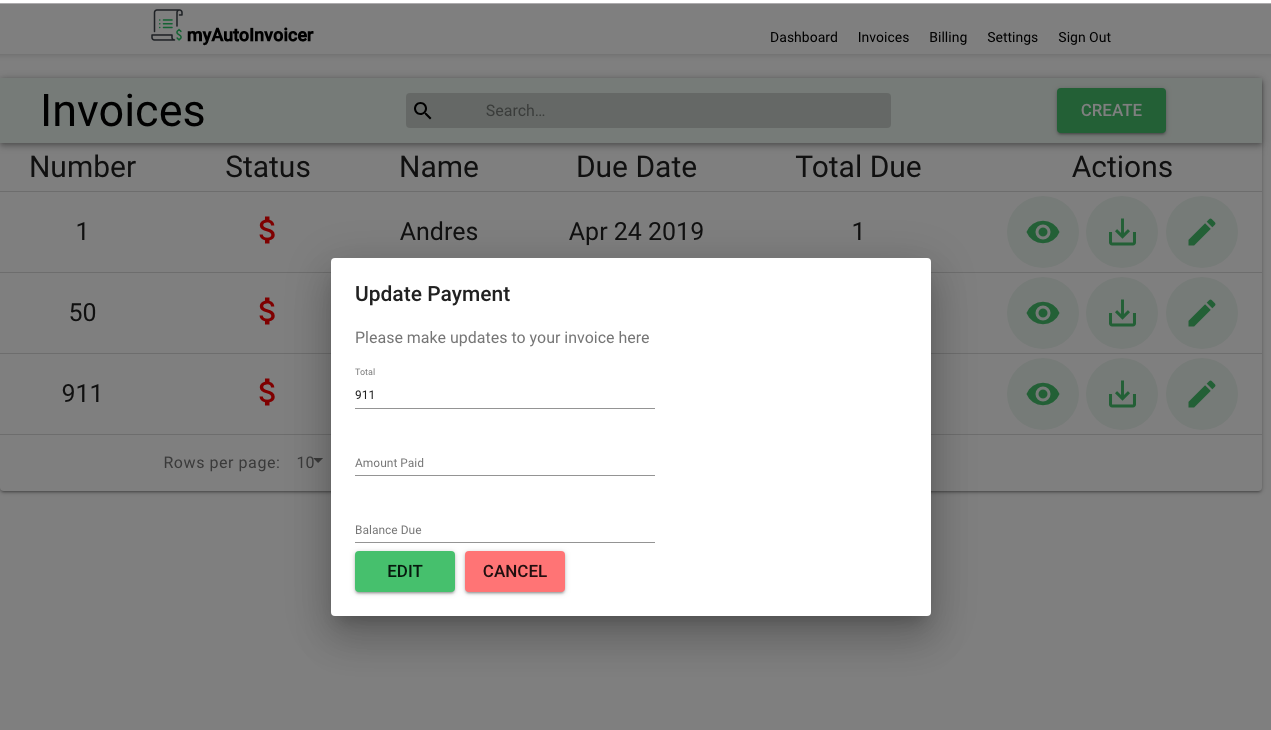 myAutoInvoicer
Dashboard Invoices Billing Settings Sign Out
Invoices Search... CREATE
Number Status Name Due Date Total Due Actions
1 $ Andres Apr 24 2019 1
50 $
911 $
Rows per page: 10
Update Payment
Please make updates to your invoice here
Total
911
Amount Paid
Balance Due
EDIT CANCEL